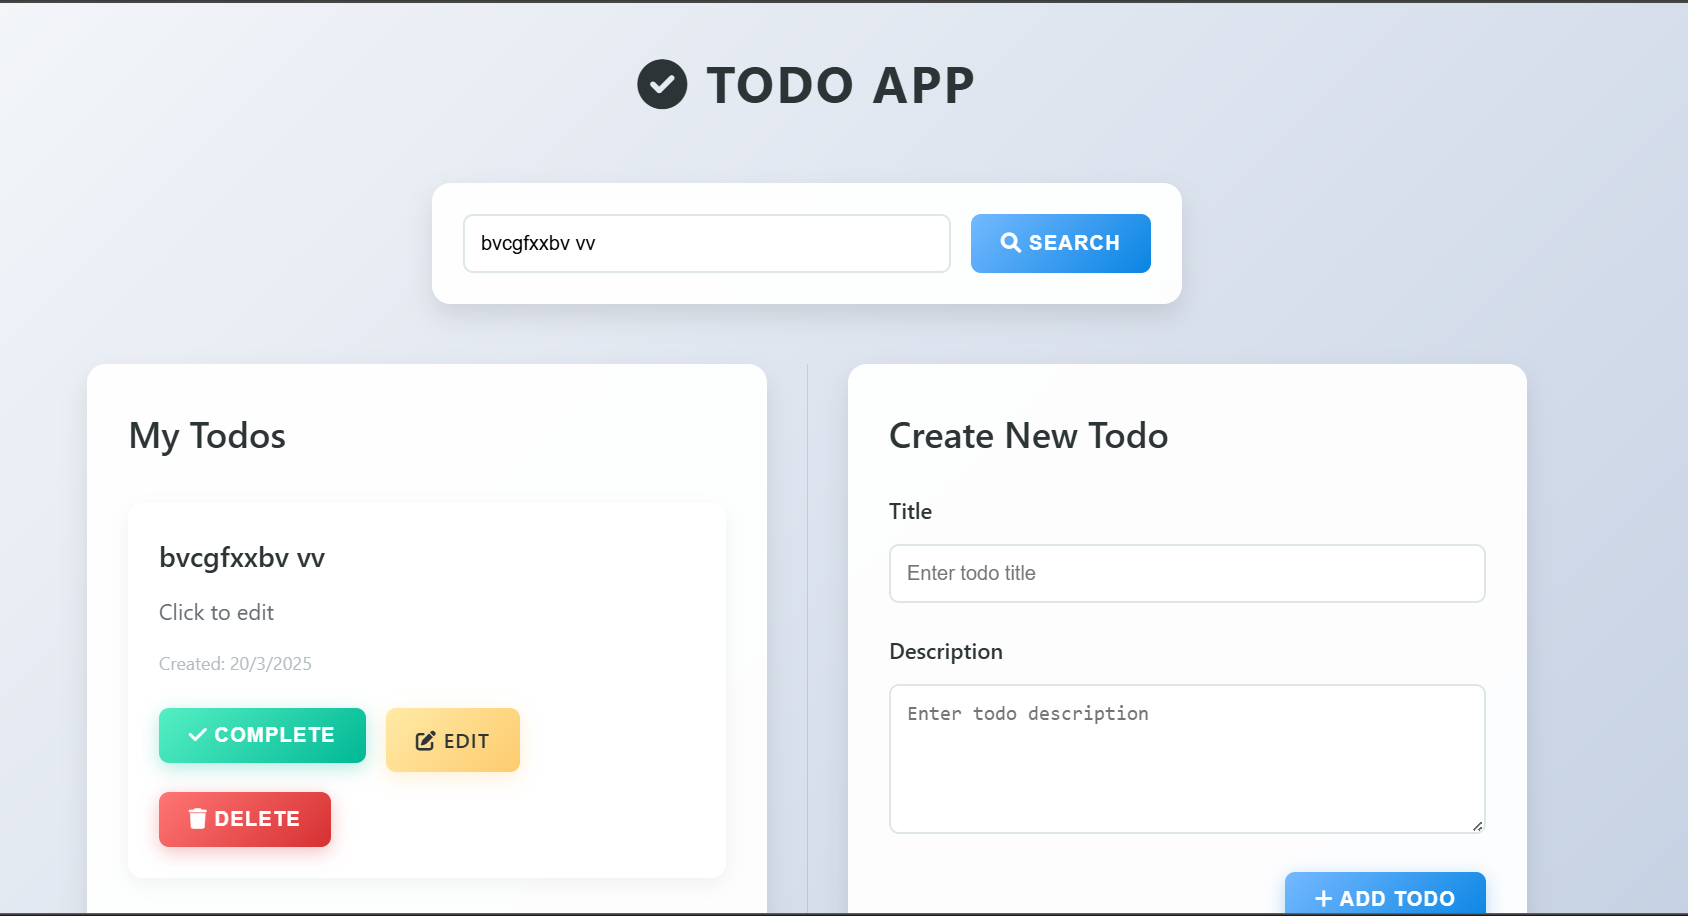 TODO APP
bvcgfxxbv vv
SEARCH
My Todos
bvcgfxxbv vv
Click to edit
Created: 20/3/2025
COMPLETE
EDIT
DELETE
Create New Todo
Title
Enter todo title
Description
Enter todo description
ADD TODO